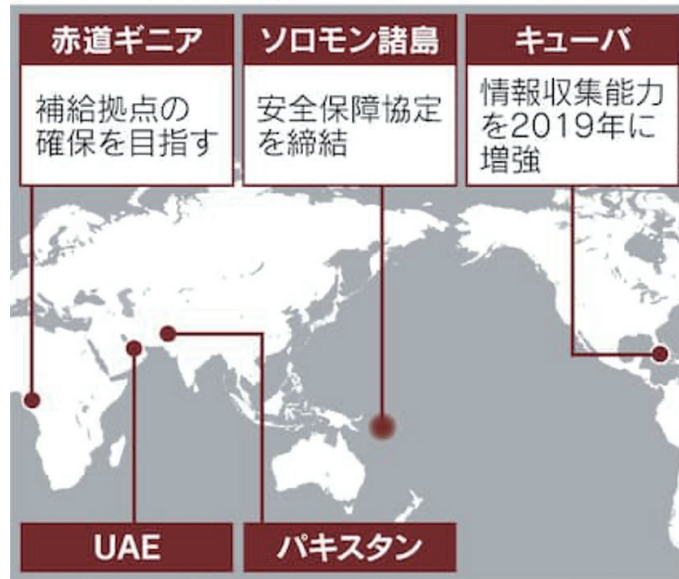 赤道ギニア
補給拠点の
確保を目指す
ソロモン諸島
安全保障協定
を締結
キューバ
情報収集能力
を2019年に
増強
UAE
パキスタン